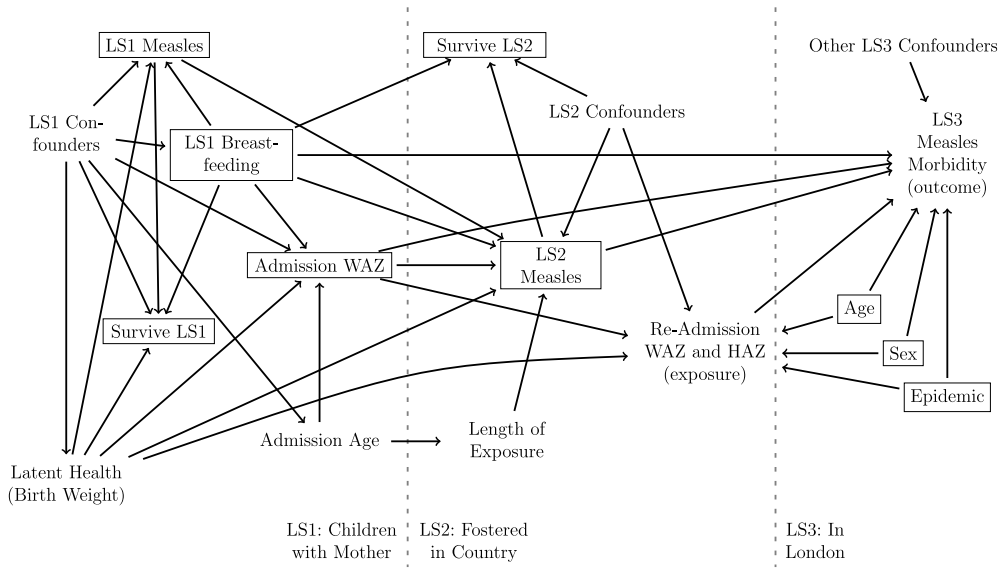 LS1 Measles
Survive LS2
Other LS3 Confounders
LS1 Con-
founders
LS1 Breast-
feeding
LS2 Confounders
LS3
Measles
Morbidity
(outcome)
Admission WAZ
LS2
Measles
Survive LS1
Re-Admission
WAZ and HAZ
(exposure)
Age
Sex
Epidemic
Admission Age
Length of
Exposure
Latent Health
(Birth Weight)
LS1: Children
with Mother
LS2: Fostered
in Country
LS3: In
London